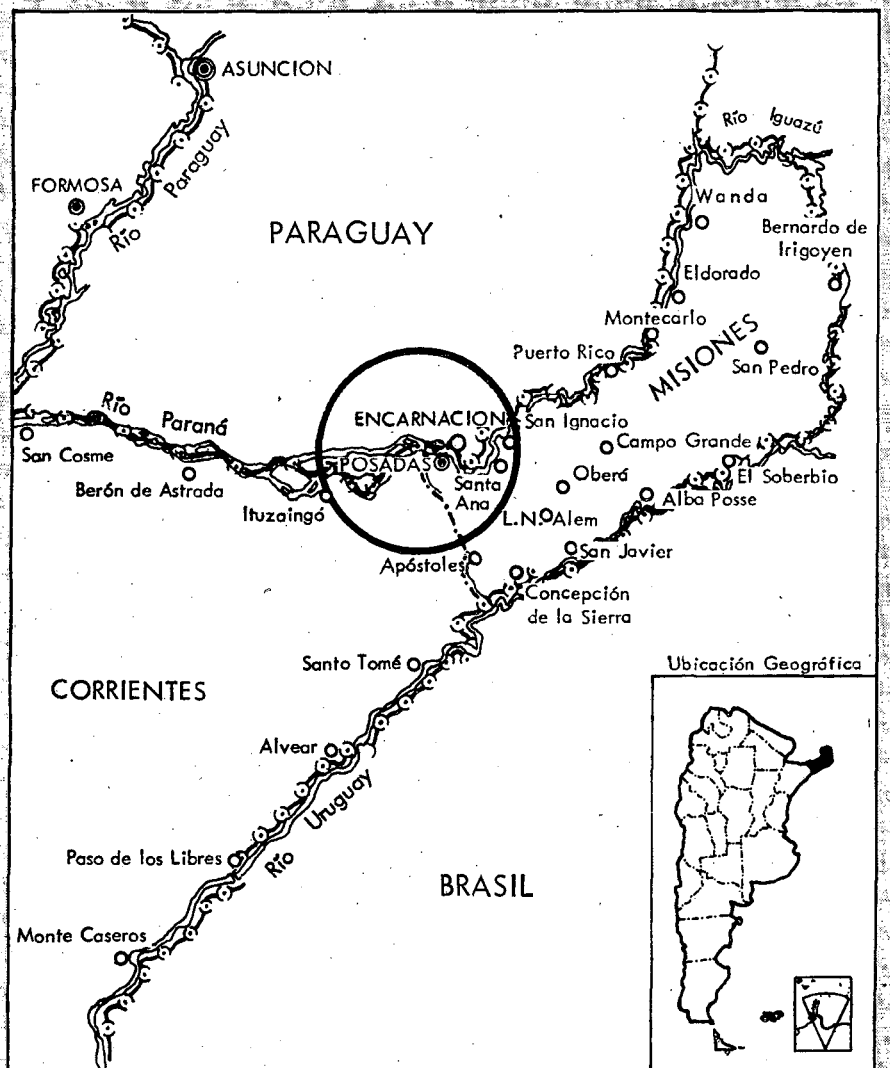 ASUNCION
Río Iguazú
Paraguay
FORMOSA
Wanda
Río
PARAGUAY
Bernardo de
Irigoyen
Eldorado
Montecarlo
Puerto Rico
MISIONES
San Pedro
Río
Paraná
ENCARNACION
San Ignacio
San Cosme
Campo Grande
POSADAS
Berón de Astrada
Santa
Ana
Oberá
El Soberbio
Ituzaingó
Alba Posse
L.N. Alem
San Javier
Apóstoles
Concepción
de la Sierra
Santo Tomé
Ubicación Geográfica
CORRIENTES
Alvear
Uruguay
Paso de los Libres
Río
BRASIL
Monte Caseros